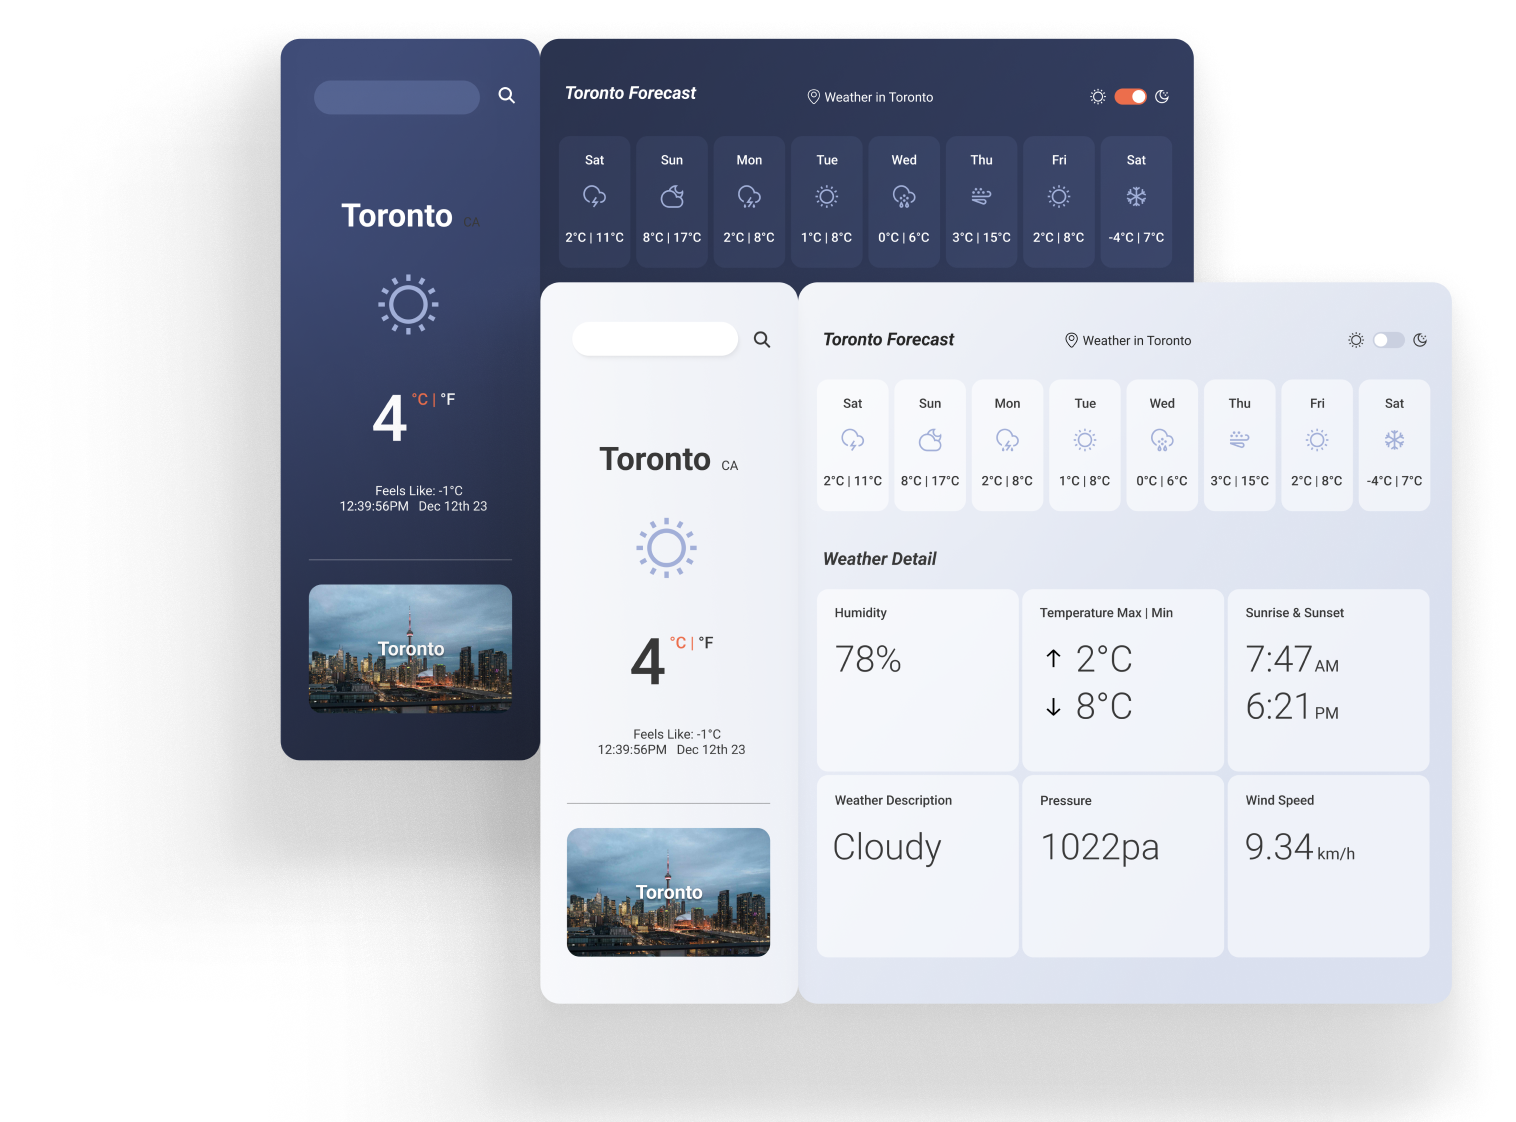 Toronto Forecast
Weather in Toronto
Sat Sun Mon Tue Wed Thu Fri Sat
2°C | 11°C 8°C | 17°C 2°C | 8°C 1°C | 8°C 0°C | 6°C 3°C | 15°C 2°C | 8°C -4°C | 7°C
Toronto CA
4 °C | °F
Feels Like: -1°C
12:39:56PM Dec 12th 23
Toronto
Toronto Forecast
Weather in Toronto
Sat Sun Mon Tue Wed Thu Fri Sat
2°C | 11°C 8°C | 17°C 2°C | 8°C 1°C | 8°C 0°C | 6°C 3°C | 15°C 2°C | 8°C -4°C | 7°C
Toronto CA
4 °C | °F
Feels Like: -1°C
12:39:56PM Dec 12th 23
Toronto
Weather Detail
Humidity
78%
Temperature Max | Min
↑ 2°C
↓ 8°C
Sunrise & Sunset
7:47 AM
6:21 PM
Weather Description
Cloudy
Pressure
1022pa
Wind Speed
9.34 km/h